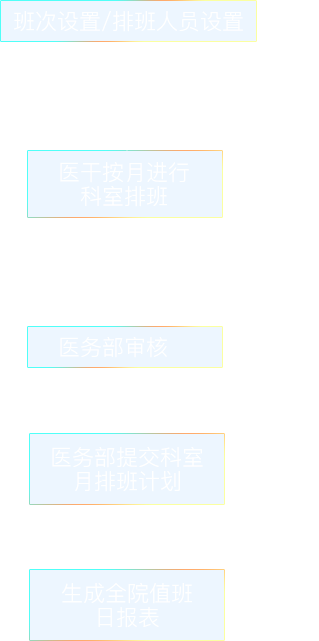 班次设置/排班人员设置
医干按月进行
科室排班
医务部审核
医务部提交科室
月排班计划
生成全院值班
日报表